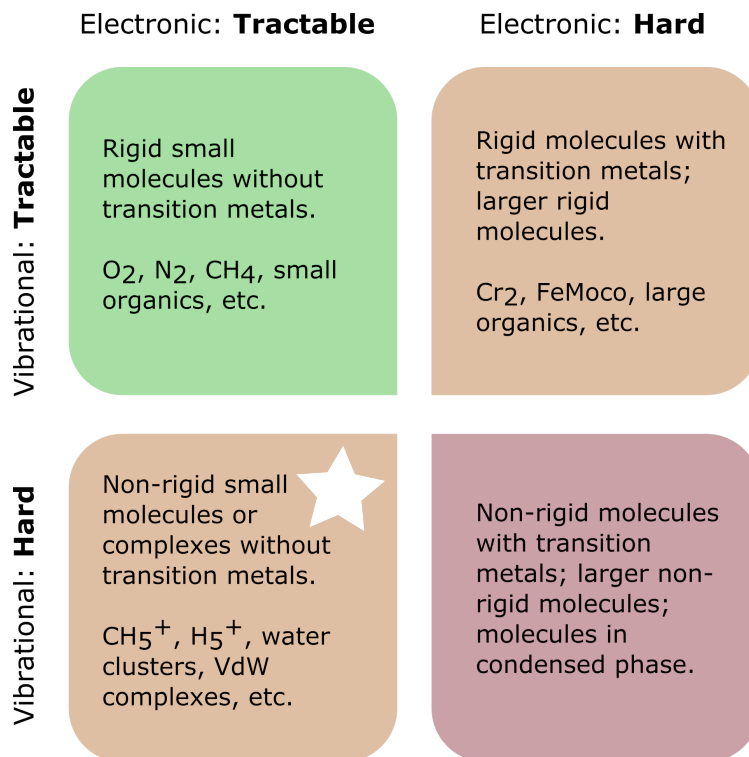 Electronic: Tractable
Electronic: Hard
Vibrational: Tractable
Rigid small
molecules without
transition metals.
O₂, N₂, CH₄, small
organics, etc.
Rigid molecules with
transition metals;
larger rigid
molecules.
Cr₂, FeMoco, large
organics, etc.
Vibrational: Hard
Non-rigid small
molecules or
complexes without
transition metals.
CH₅⁺, H₅⁺, water
clusters, VdW
complexes, etc.
Non-rigid molecules
with transition
metals; larger non-
rigid molecules;
molecules in
condensed phase.